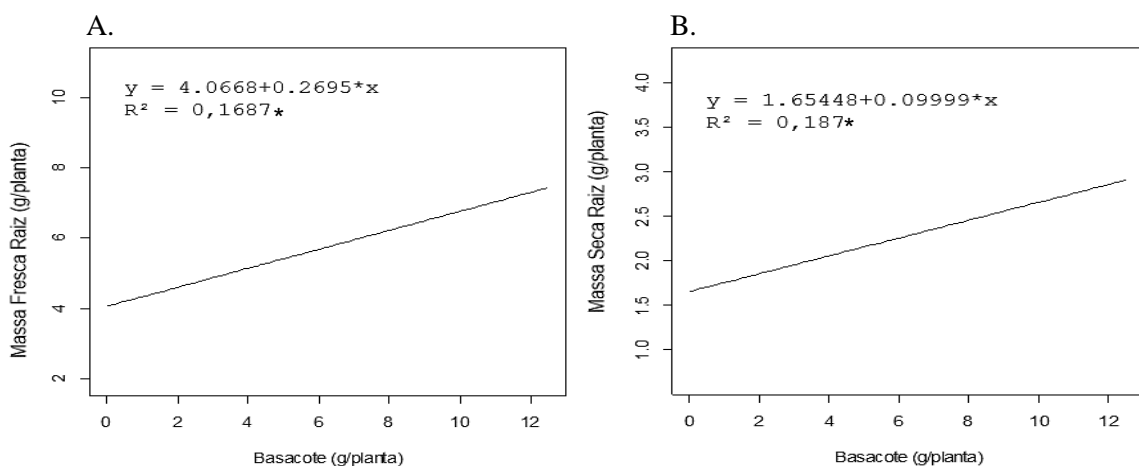 A.
y = 4.0668+0.2695*x
R² = 0,1687*
Massa Fresca Raiz (g/planta)
10
8
6
4
2
0 2 4 6 8 10 12
Basacote (g/planta)
B.
y = 1.65448+0.09999*x
R² = 0,187*
Massa Seca Raiz (g/planta)
4.0
3.5
3.0
2.5
2.0
1.5
1.0
0 2 4 6 8 10 12
Basacote (g/planta)